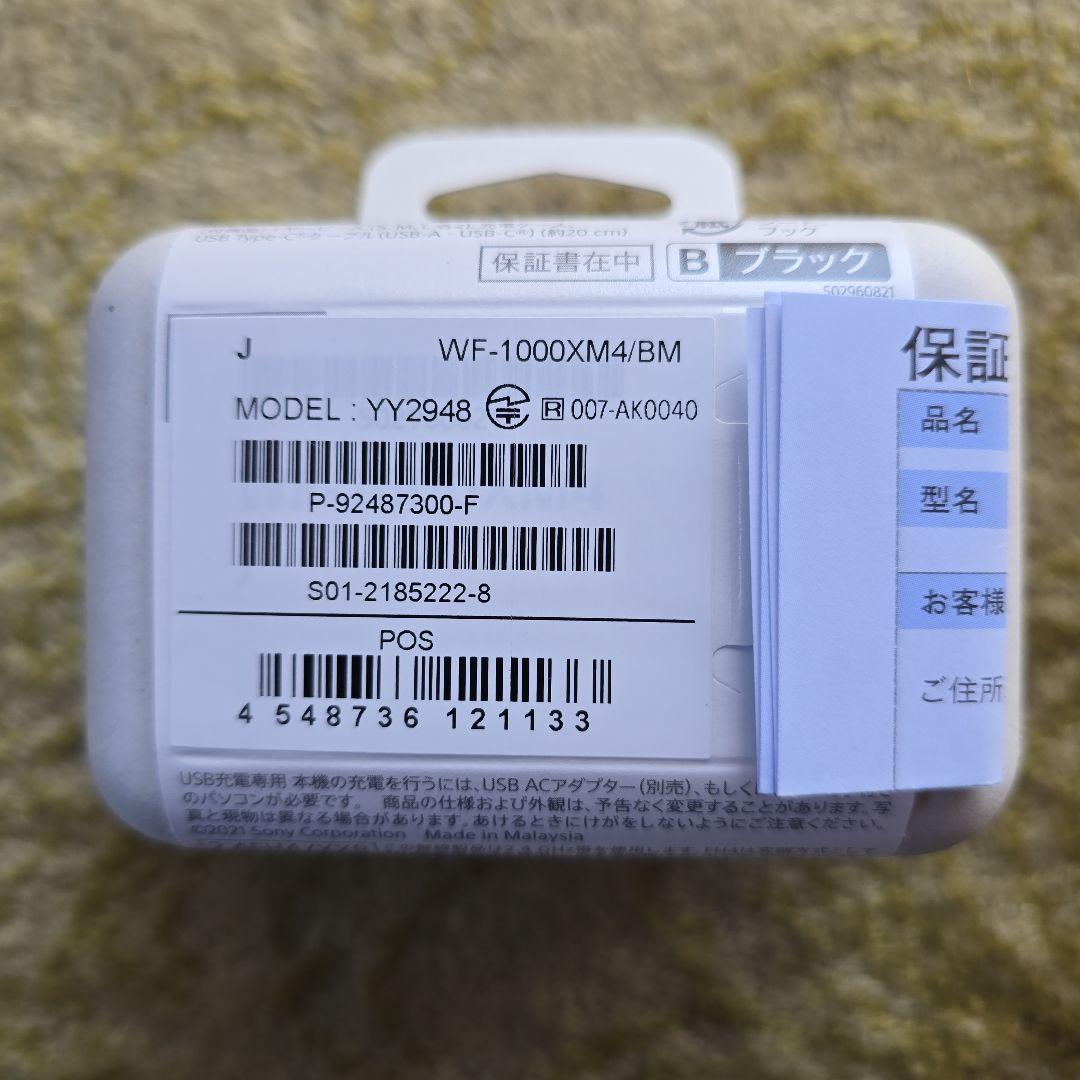 USB Type-C®ケーブル(USB-A - USB-C®) (約20 cm)
保証書在中
B ブラック
502960821
J WF-1000XM4/BM
MODEL : YY2948 R 007-AK0040
P-92487300-F
S01-2185222-8
POS
4 548736 121133
保証
品名
型名
お客様
ご住所
USB充電専用 本機の充電を行うには、USB ACアダプター(別売)、もしく
のパソコンが必要です。 商品の仕様および外観は、予告なく変更することがあります。写
真と現物は異なる場合があります。あけるときにけがをしないようにご注意ください。
©2021 Sony Corporation Made in Malaysia